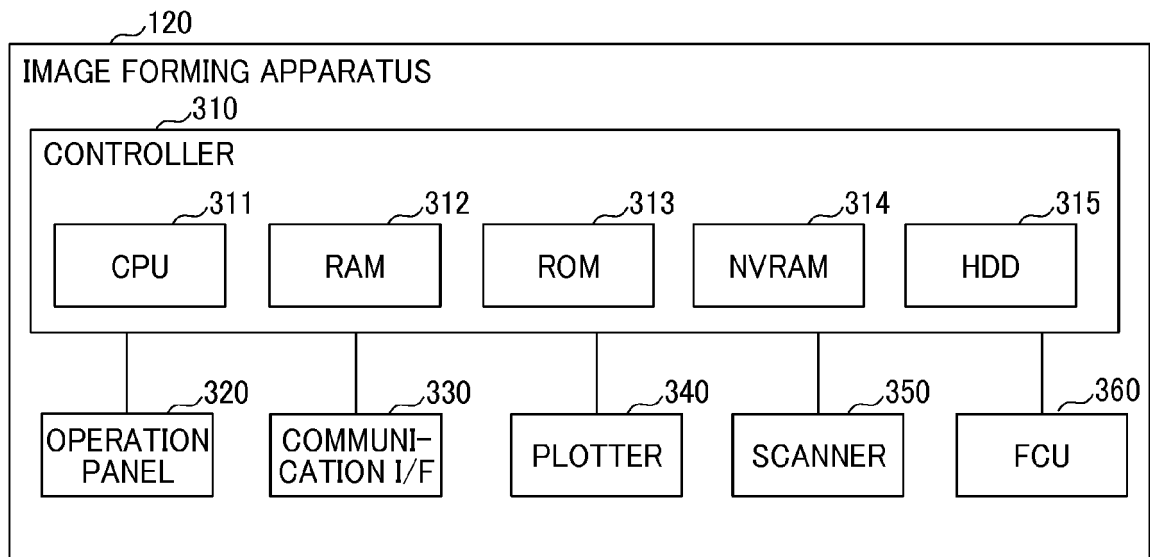 120
IMAGE FORMING APPARATUS
310
CONTROLLER
311 312 313 314 315
CPU RAM ROM NVRAM HDD
320 330 340 350 360
OPERATION PANEL
COMMUNI-
CATION I/F
PLOTTER
SCANNER
FCU